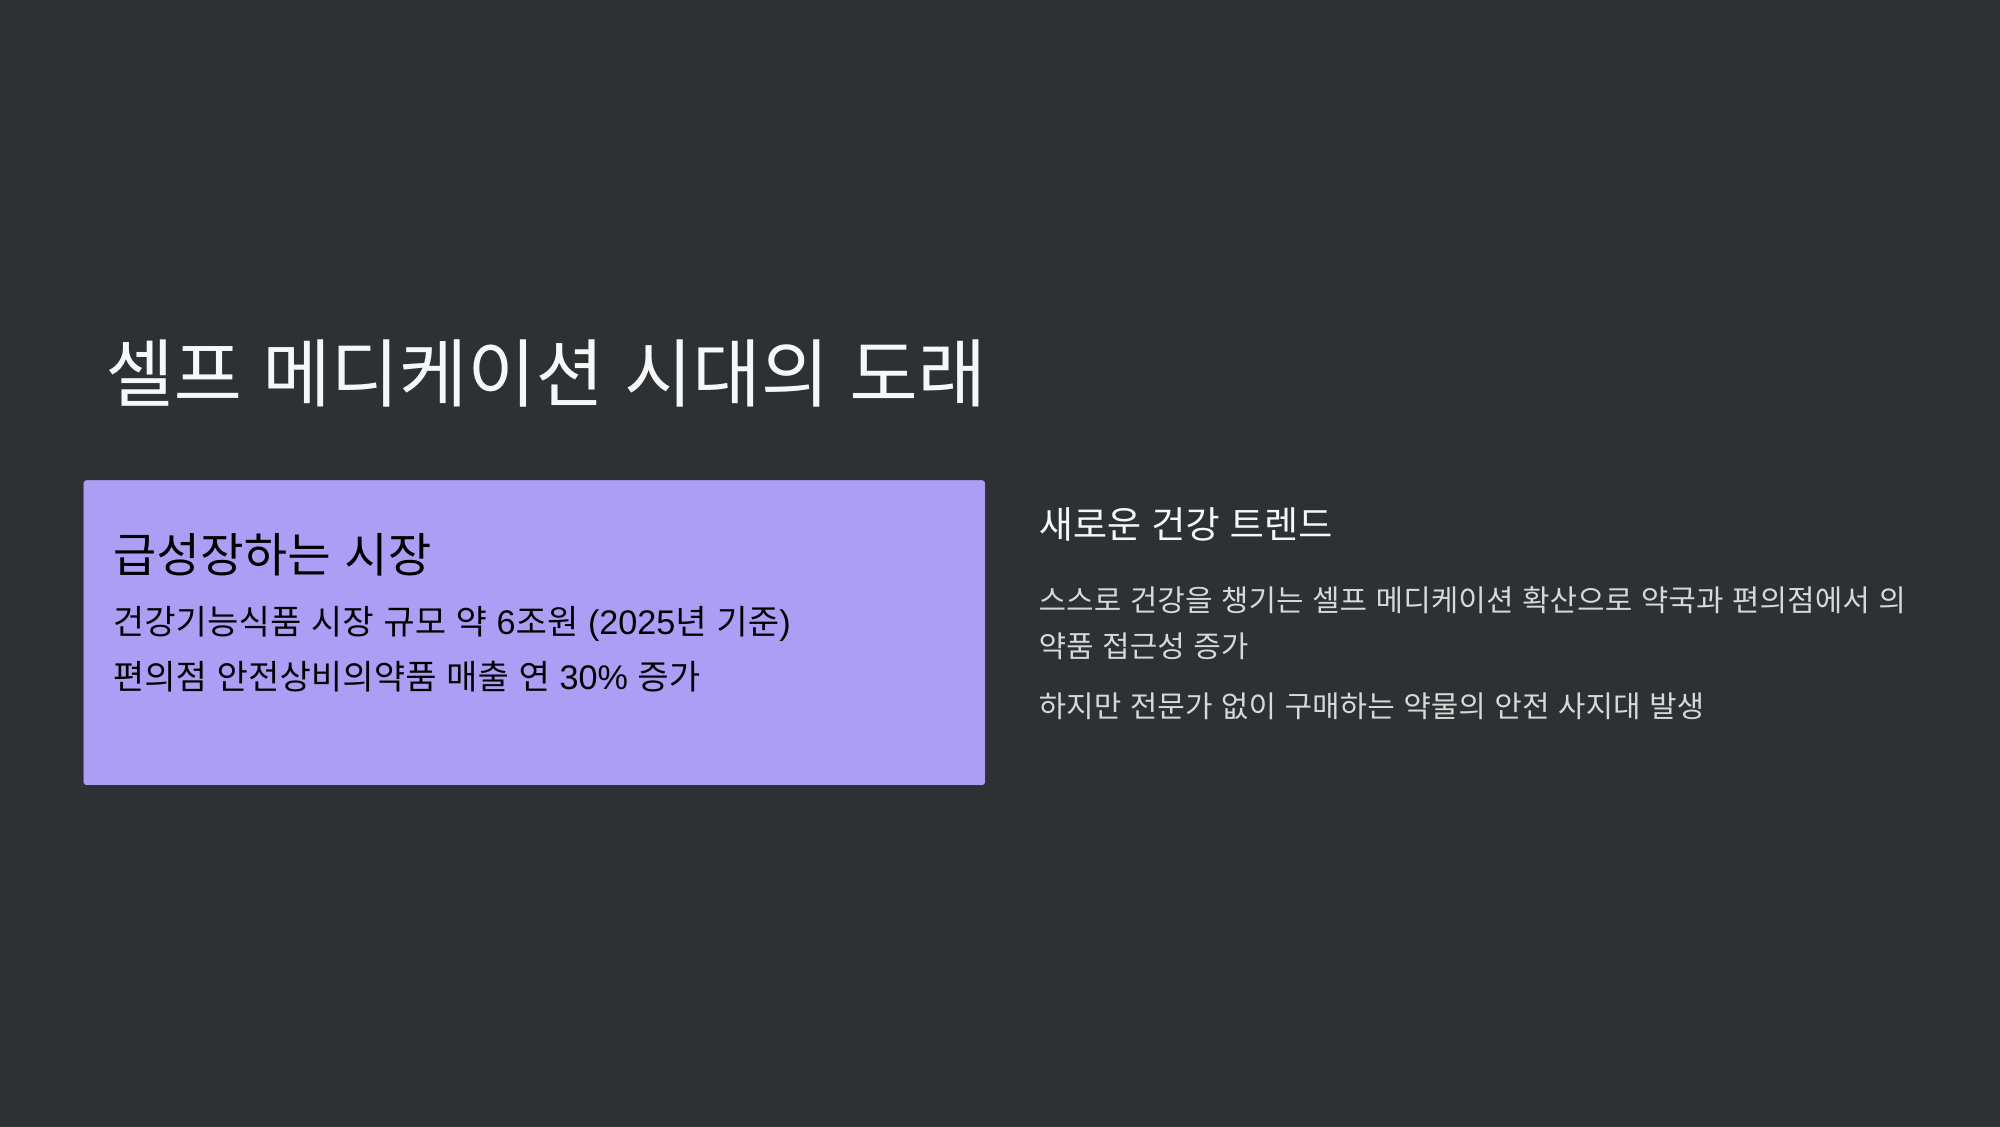 셀프 메디케이션 시대의 도래
급성장하는 시장
건강기능식품 시장 규모 약 6조원 (2025년 기준)
편의점 안전상비의약품 매출 연 30% 증가
새로운 건강 트렌드
스스로 건강을 챙기는 셀프 메디케이션 확산으로 약국과 편의점에서 의
약품 접근성 증가
하지만 전문가 없이 구매하는 약물의 안전 사지대 발생